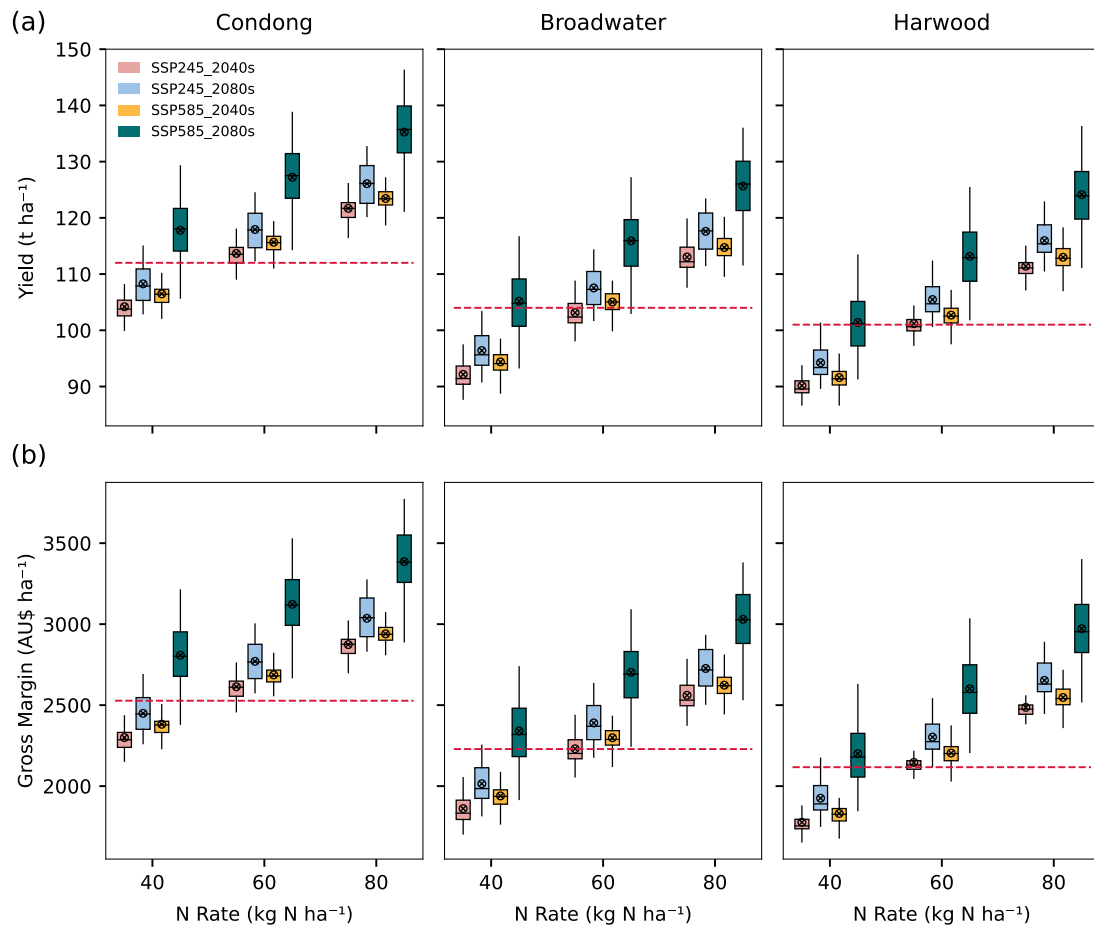 (a)
Condong
Broadwater
Harwood
150
140
130
120
110
100
90
Yield (t ha⁻¹)
SSP245_2040s
SSP245_2080s
SSP585_2040s
SSP585_2080s
(b)
3500
3000
2500
2000
Gross Margin (AU$ ha⁻¹)
40 60 80
40 60 80
40 60 80
N Rate (kg N ha⁻¹)
N Rate (kg N ha⁻¹)
N Rate (kg N ha⁻¹)